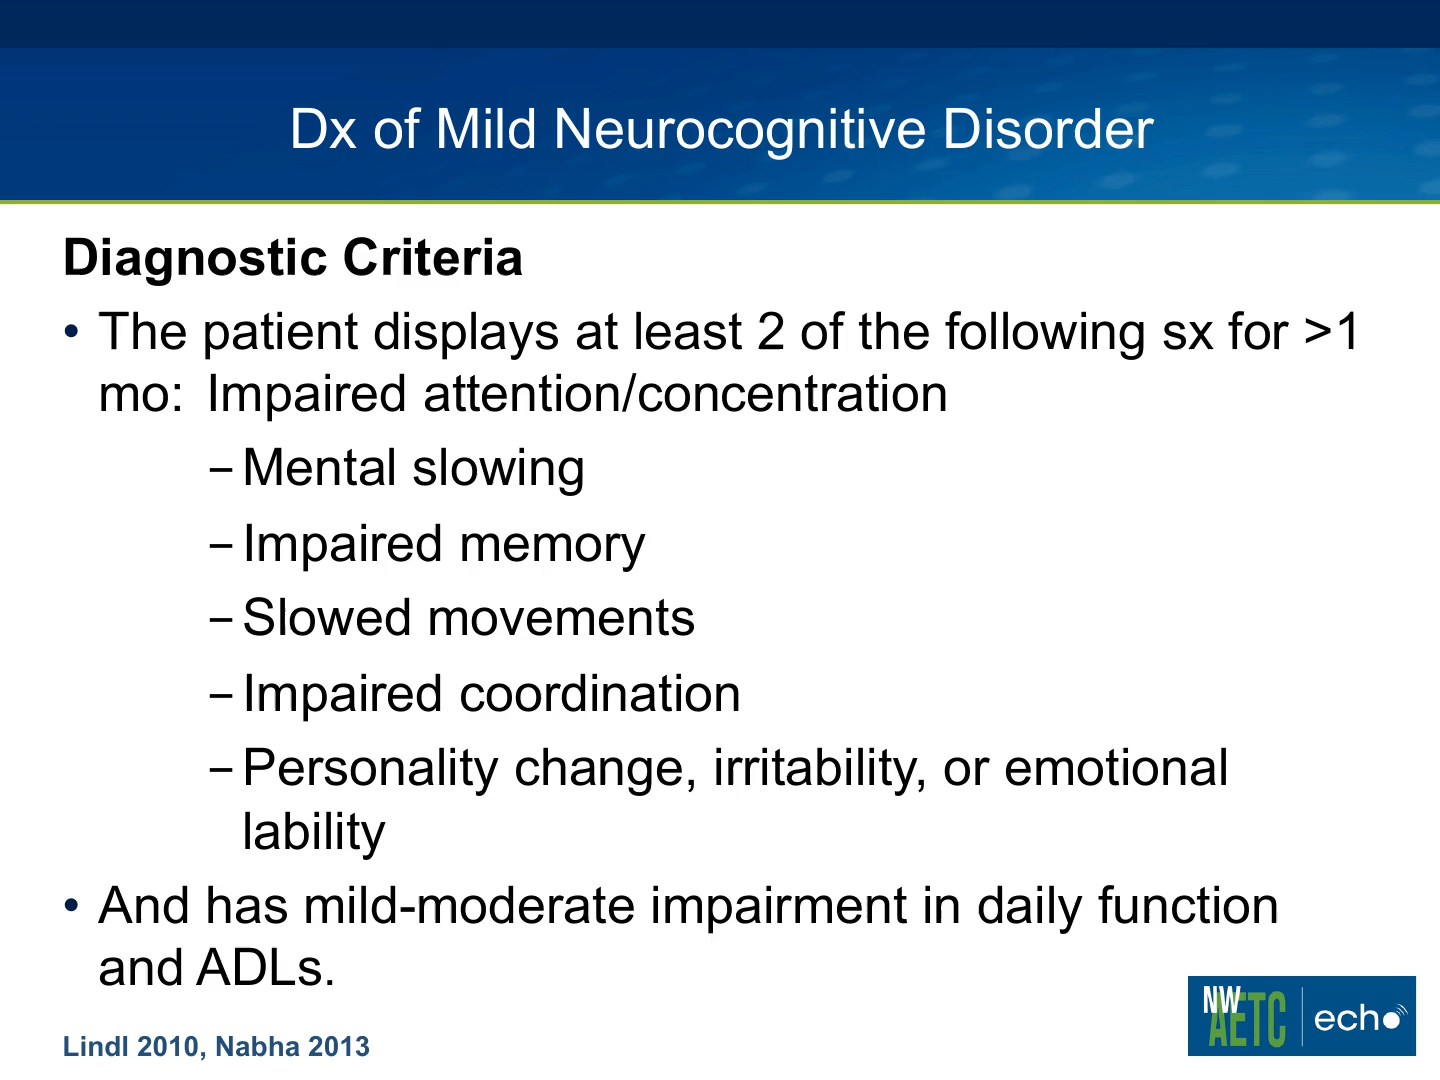 Dx of Mild Neurocognitive Disorder
Diagnostic Criteria
• The patient displays at least 2 of the following sx for >1
mo: Impaired attention/concentration
– Mental slowing
– Impaired memory
– Slowed movements
– Impaired coordination
– Personality change, irritability, or emotional
lability
• And has mild-moderate impairment in daily function
and ADLs.
Lindl 2010, Nabha 2013
NW
AETC
echo